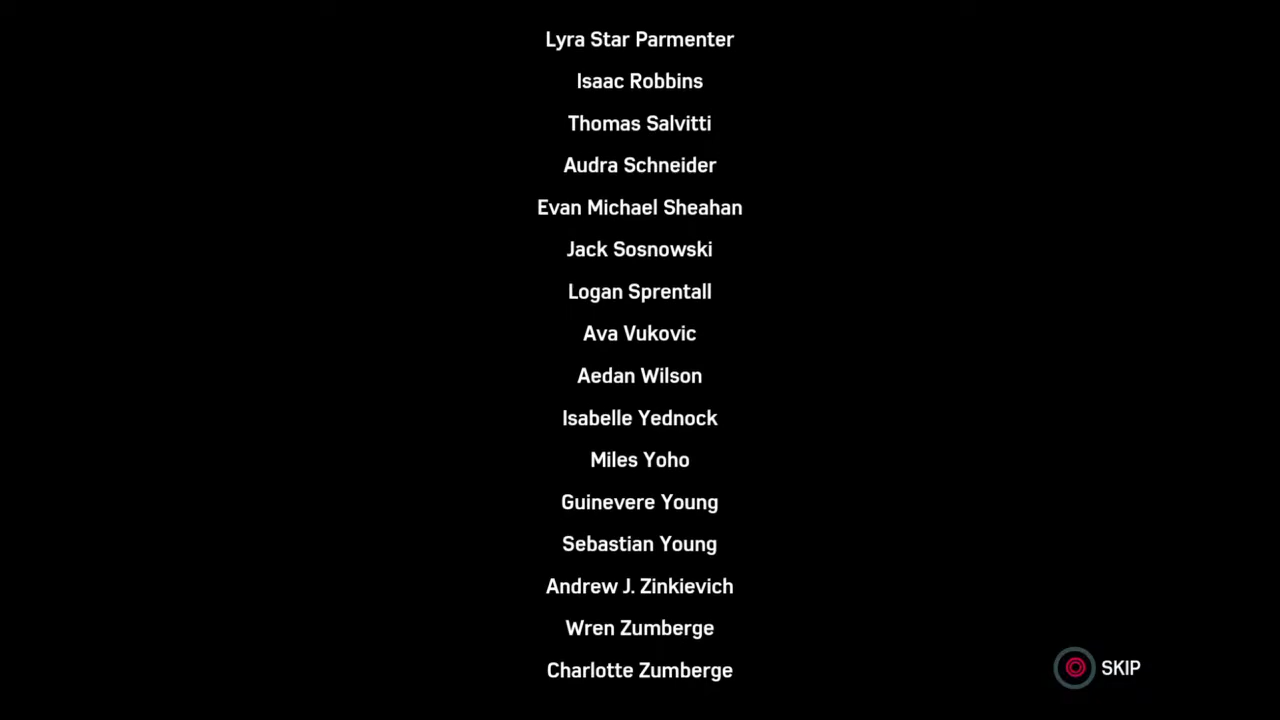 Lyra Star Parmenter
Isaac Robbins
Thomas Salvitti
Audra Schneider
Evan Michael Sheahan
Jack Sosnowski
Logan Sprentall
Ava Vukovic
Aedan Wilson
Isabelle Yednock
Miles Yoho
Guinevere Young
Sebastian Young
Andrew J. Zinkievich
Wren Zumberge
Charlotte Zumberge
SKIP